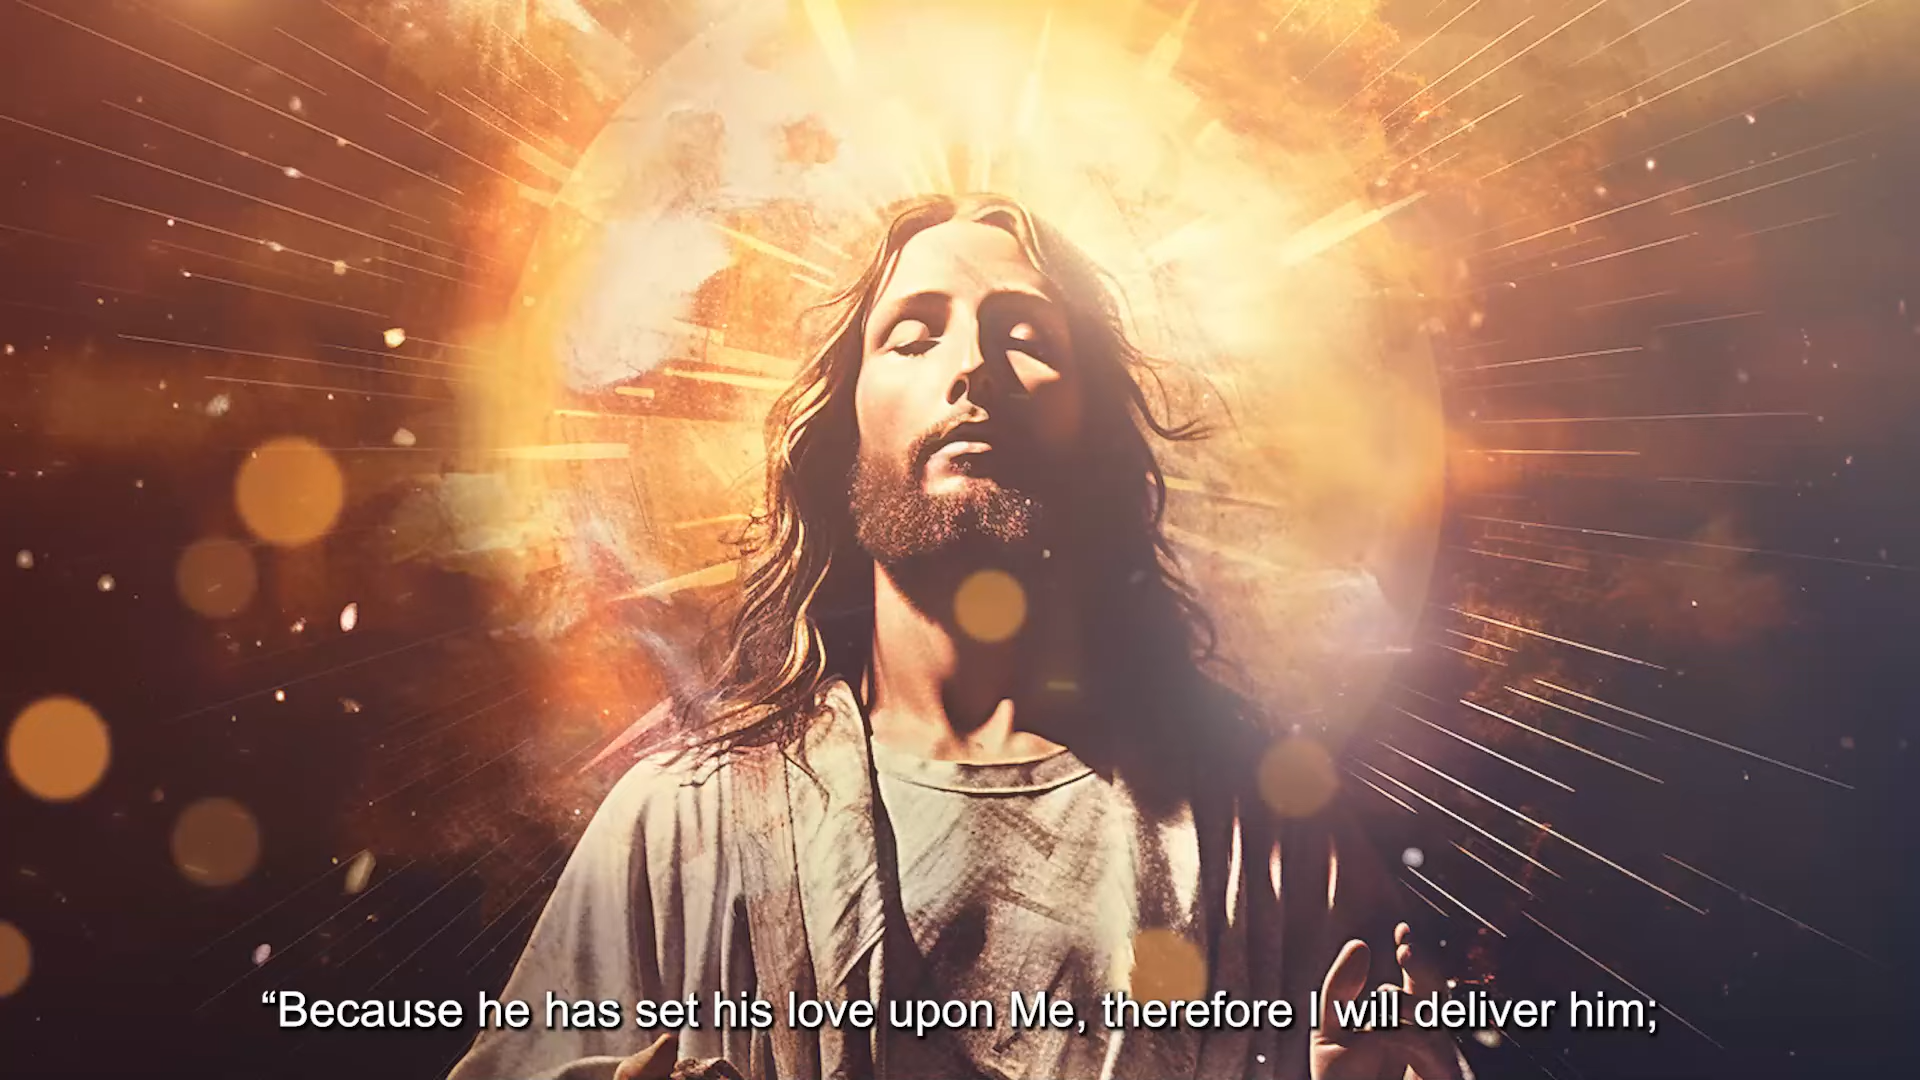 “Because he has set his love upon Me, therefore I will deliver him;